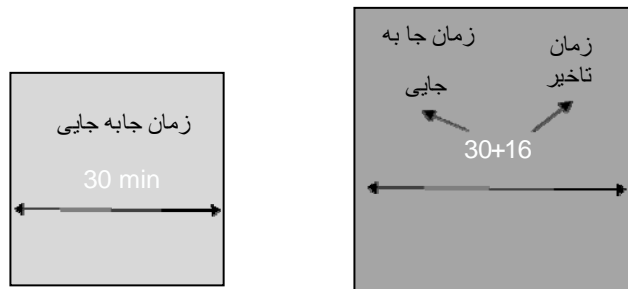 زمان جابه جایی
30 min
زمان جا به
جایی
زمان
تاخیر
30+16